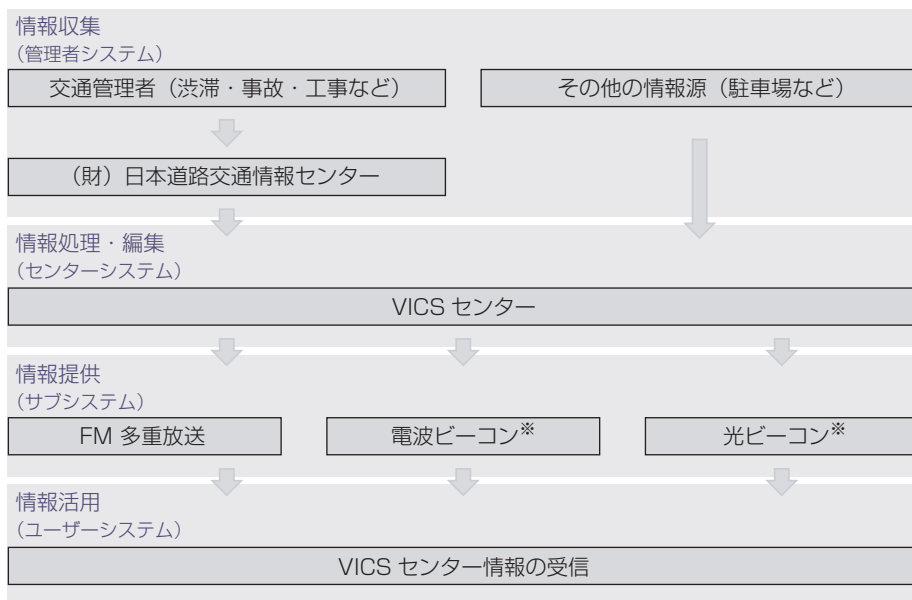 情報収集
（管理者システム）
交通管理者（渋滞・事故・工事など）
その他の情報源（駐車場など）
（財）日本道路交通情報センター
情報処理・編集
（センターシステム）
VICS センター
情報提供
（サブシステム）
FM 多重放送
電波ビーコン※
光ビーコン※
情報活用
（ユーザーシステム）
VICS センター情報の受信